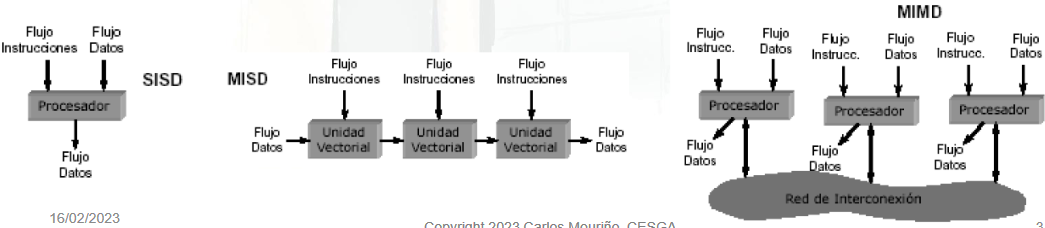 Flujo
Instrucciones
Flujo
Datos
Procesador
Flujo
Datos
SISD
MISD
Flujo
Instrucciones
Flujo
Instrucciones
Flujo
Instrucciones
Flujo
Datos
Unidad
Vectorial
Unidad
Vectorial
Unidad
Vectorial
Flujo
Datos
MIMD
Flujo
Instrucc.
Flujo
Datos
Flujo
Instrucc.
Flujo
Datos
Flujo
Instrucc.
Flujo
Datos
Procesador
Procesador
Procesador
Flujo
Datos
Flujo
Datos
Flujo
Datos
Red de Interconexión
16/02/2023
Copyright 2023 Carlos Mouriño, CESGA
3